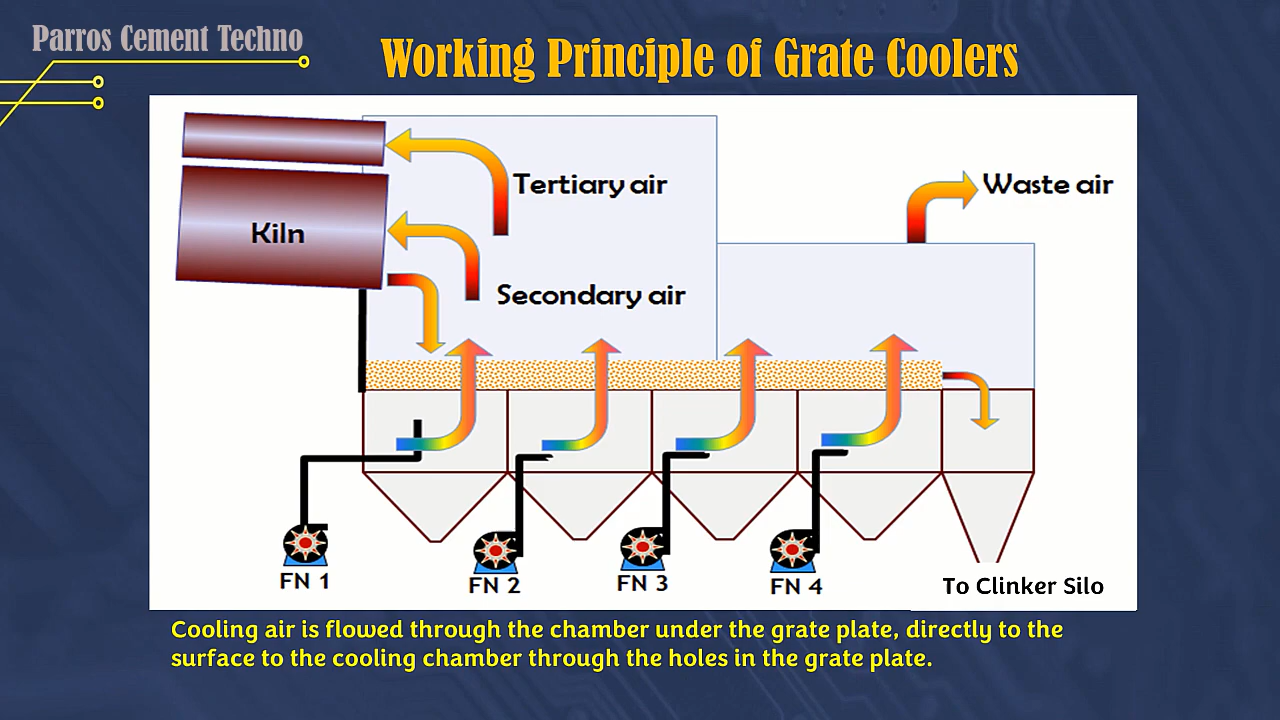 Parros Cement Techno
Working Principle of Grate Coolers
Tertiary air
Waste air
Kiln
Secondary air
FN 1
FN 2
FN 3
FN 4
To Clinker Silo
Cooling air is flowed through the chamber under the grate plate, directly to the
surface to the cooling chamber through the holes in the grate plate.